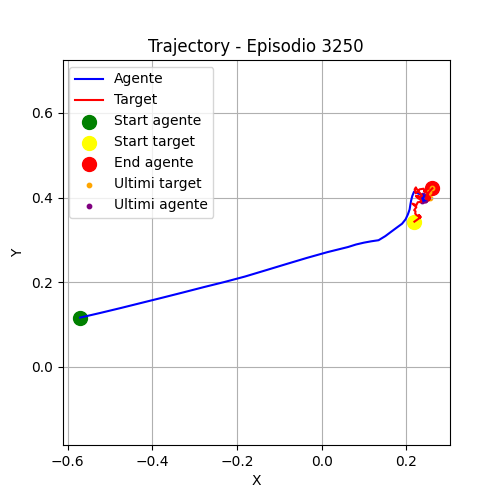 Trajectory - Episodio 3250
Agente
Target
Start agente
Start target
End agente
Ultimi target
Ultimi agente
Y
0.6
0.4
0.2
0.0
−0.6
−0.4
−0.2
0.0
0.2
X